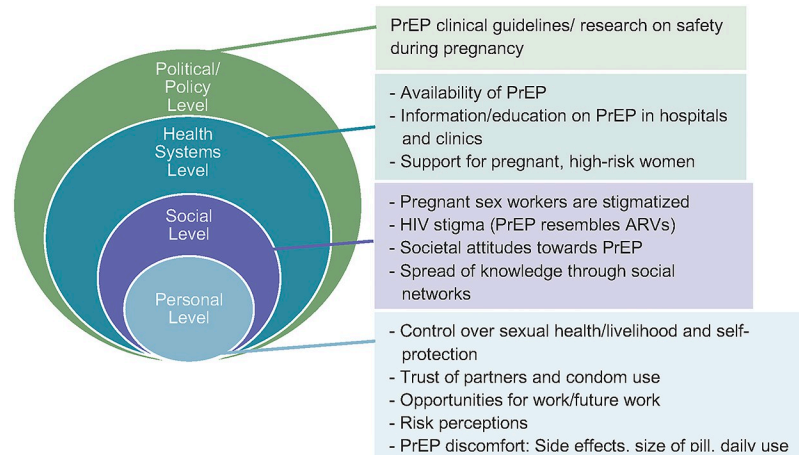 Political/
Policy
Level
Health
Systems
Level
Social
Level
Personal
Level
PrEP clinical guidelines/ research on safety
during pregnancy
- Availability of PrEP
- Information/education on PrEP in hospitals
and clinics
- Support for pregnant, high-risk women
- Pregnant sex workers are stigmatized
- HIV stigma (PrEP resembles ARVs)
- Societal attitudes towards PrEP
- Spread of knowledge through social
networks
- Control over sexual health/livelihood and self-
protection
- Trust of partners and condom use
- Opportunities for work/future work
- Risk perceptions
- PrEP discomfort: Side effects, size of pill, daily use